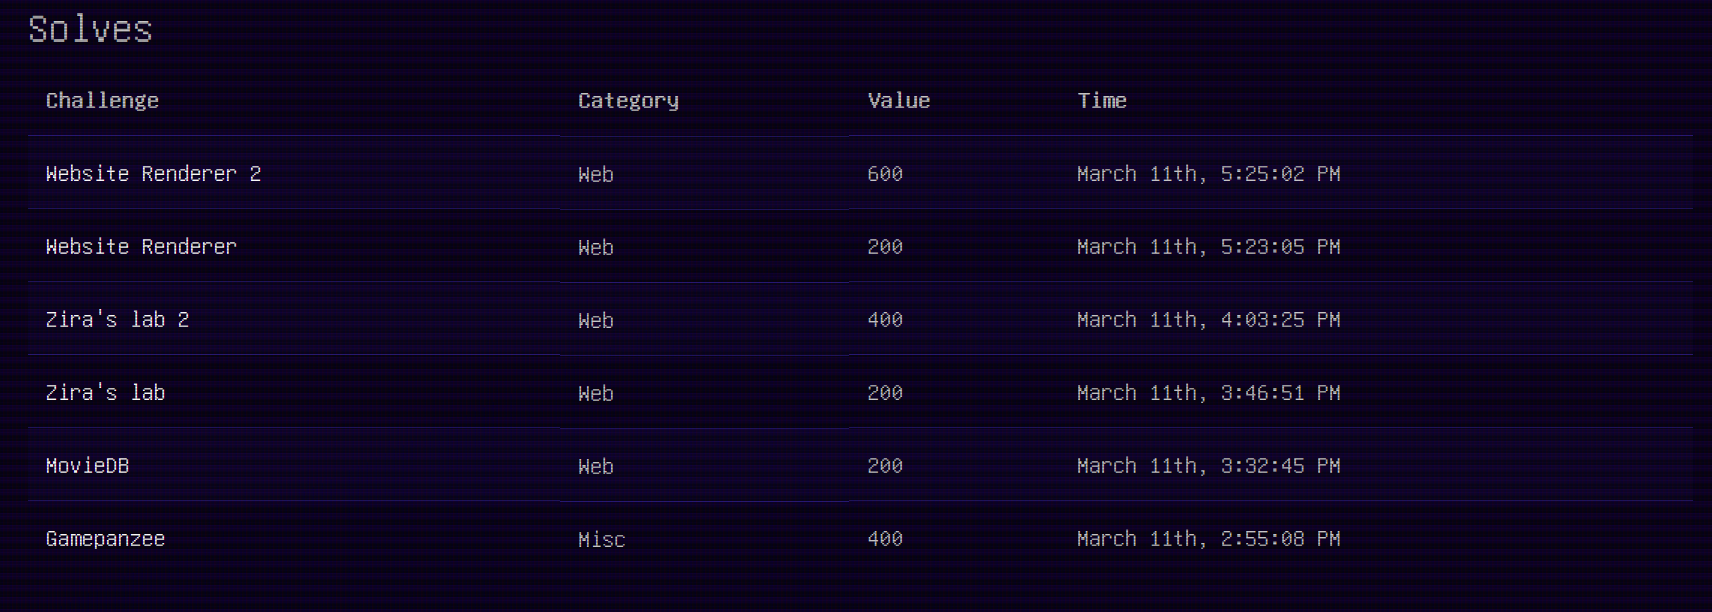 Solves
Challenge Category Value Time
Website Renderer 2 Web 600 March 11th, 5:25:02 PM
Website Renderer Web 200 March 11th, 5:23:05 PM
Zira's lab 2 Web 400 March 11th, 4:03:25 PM
Zira's lab Web 200 March 11th, 3:46:51 PM
MovieDB Web 200 March 11th, 3:32:45 PM
Gamepanzee Misc 400 March 11th, 2:55:08 PM